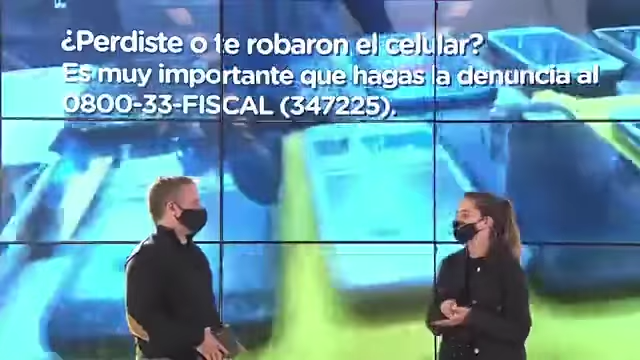 ¿Perdiste o te robaron el celular?
Es muy importante que hagas la denuncia al
0800-33-FISCAL (347225).